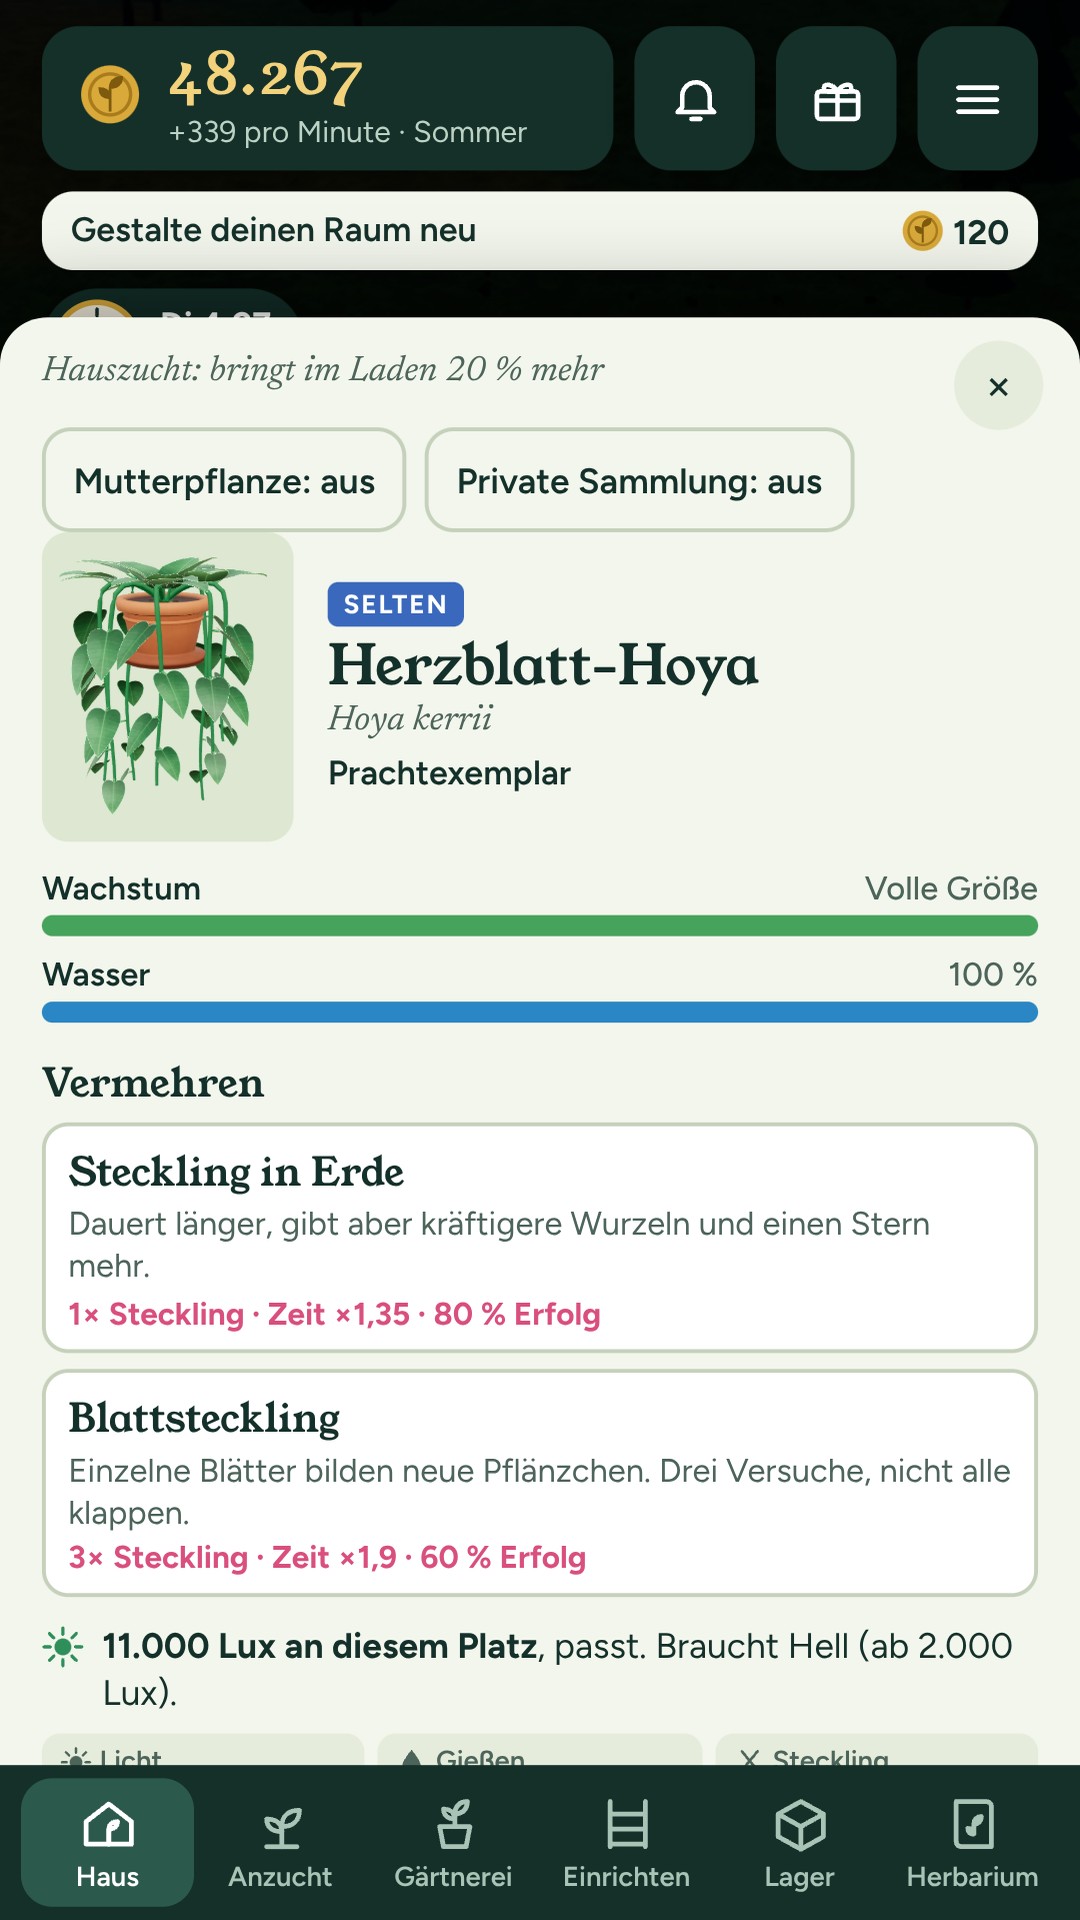 48.267
+339 pro Minute · Sommer
Gestalte deinen Raum neu
120
Hauszucht: bringt im Laden 20 % mehr
Mutterpflanze: aus
Private Sammlung: aus
SELTEN
Herzblatt-Hoya
Hoya kerrii
Prachtexemplar
Wachstum
Volle Größe
Wasser
100 %
Vermehren
Steckling in Erde
Dauert länger, gibt aber kräftigere Wurzeln und einen Stern
mehr.
1× Steckling · Zeit ×1,35 · 80 % Erfolg
Blattsteckling
Einzelne Blätter bilden neue Pflänzchen. Drei Versuche, nicht alle
klappen.
3× Steckling · Zeit ×1,9 · 60 % Erfolg
11.000 Lux an diesem Platz, passt. Braucht Hell (ab 2.000
Lux).
Licht
Gießen
Steckling
Haus
Anzucht
Gärtnerei
Einrichten
Lager
Herbarium